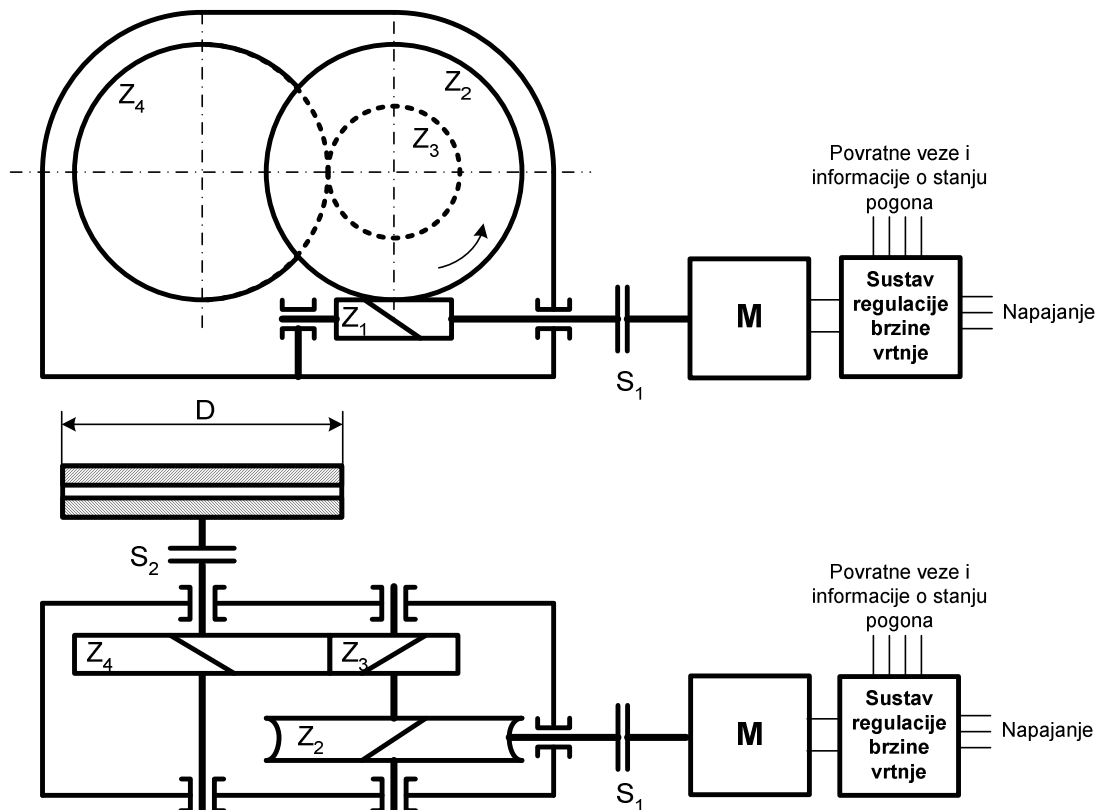 Z4
Z2
Z3
Z1
S1
M
Povratne veze i
informacije o stanju
pogona
Sustav
regulacije
brzine
vrtnje
Napajanje
D
S2
Z4
Z3
Z2
S1
M
Povratne veze i
informacije o stanju
pogona
Sustav
regulacije
brzine
vrtnje
Napajanje